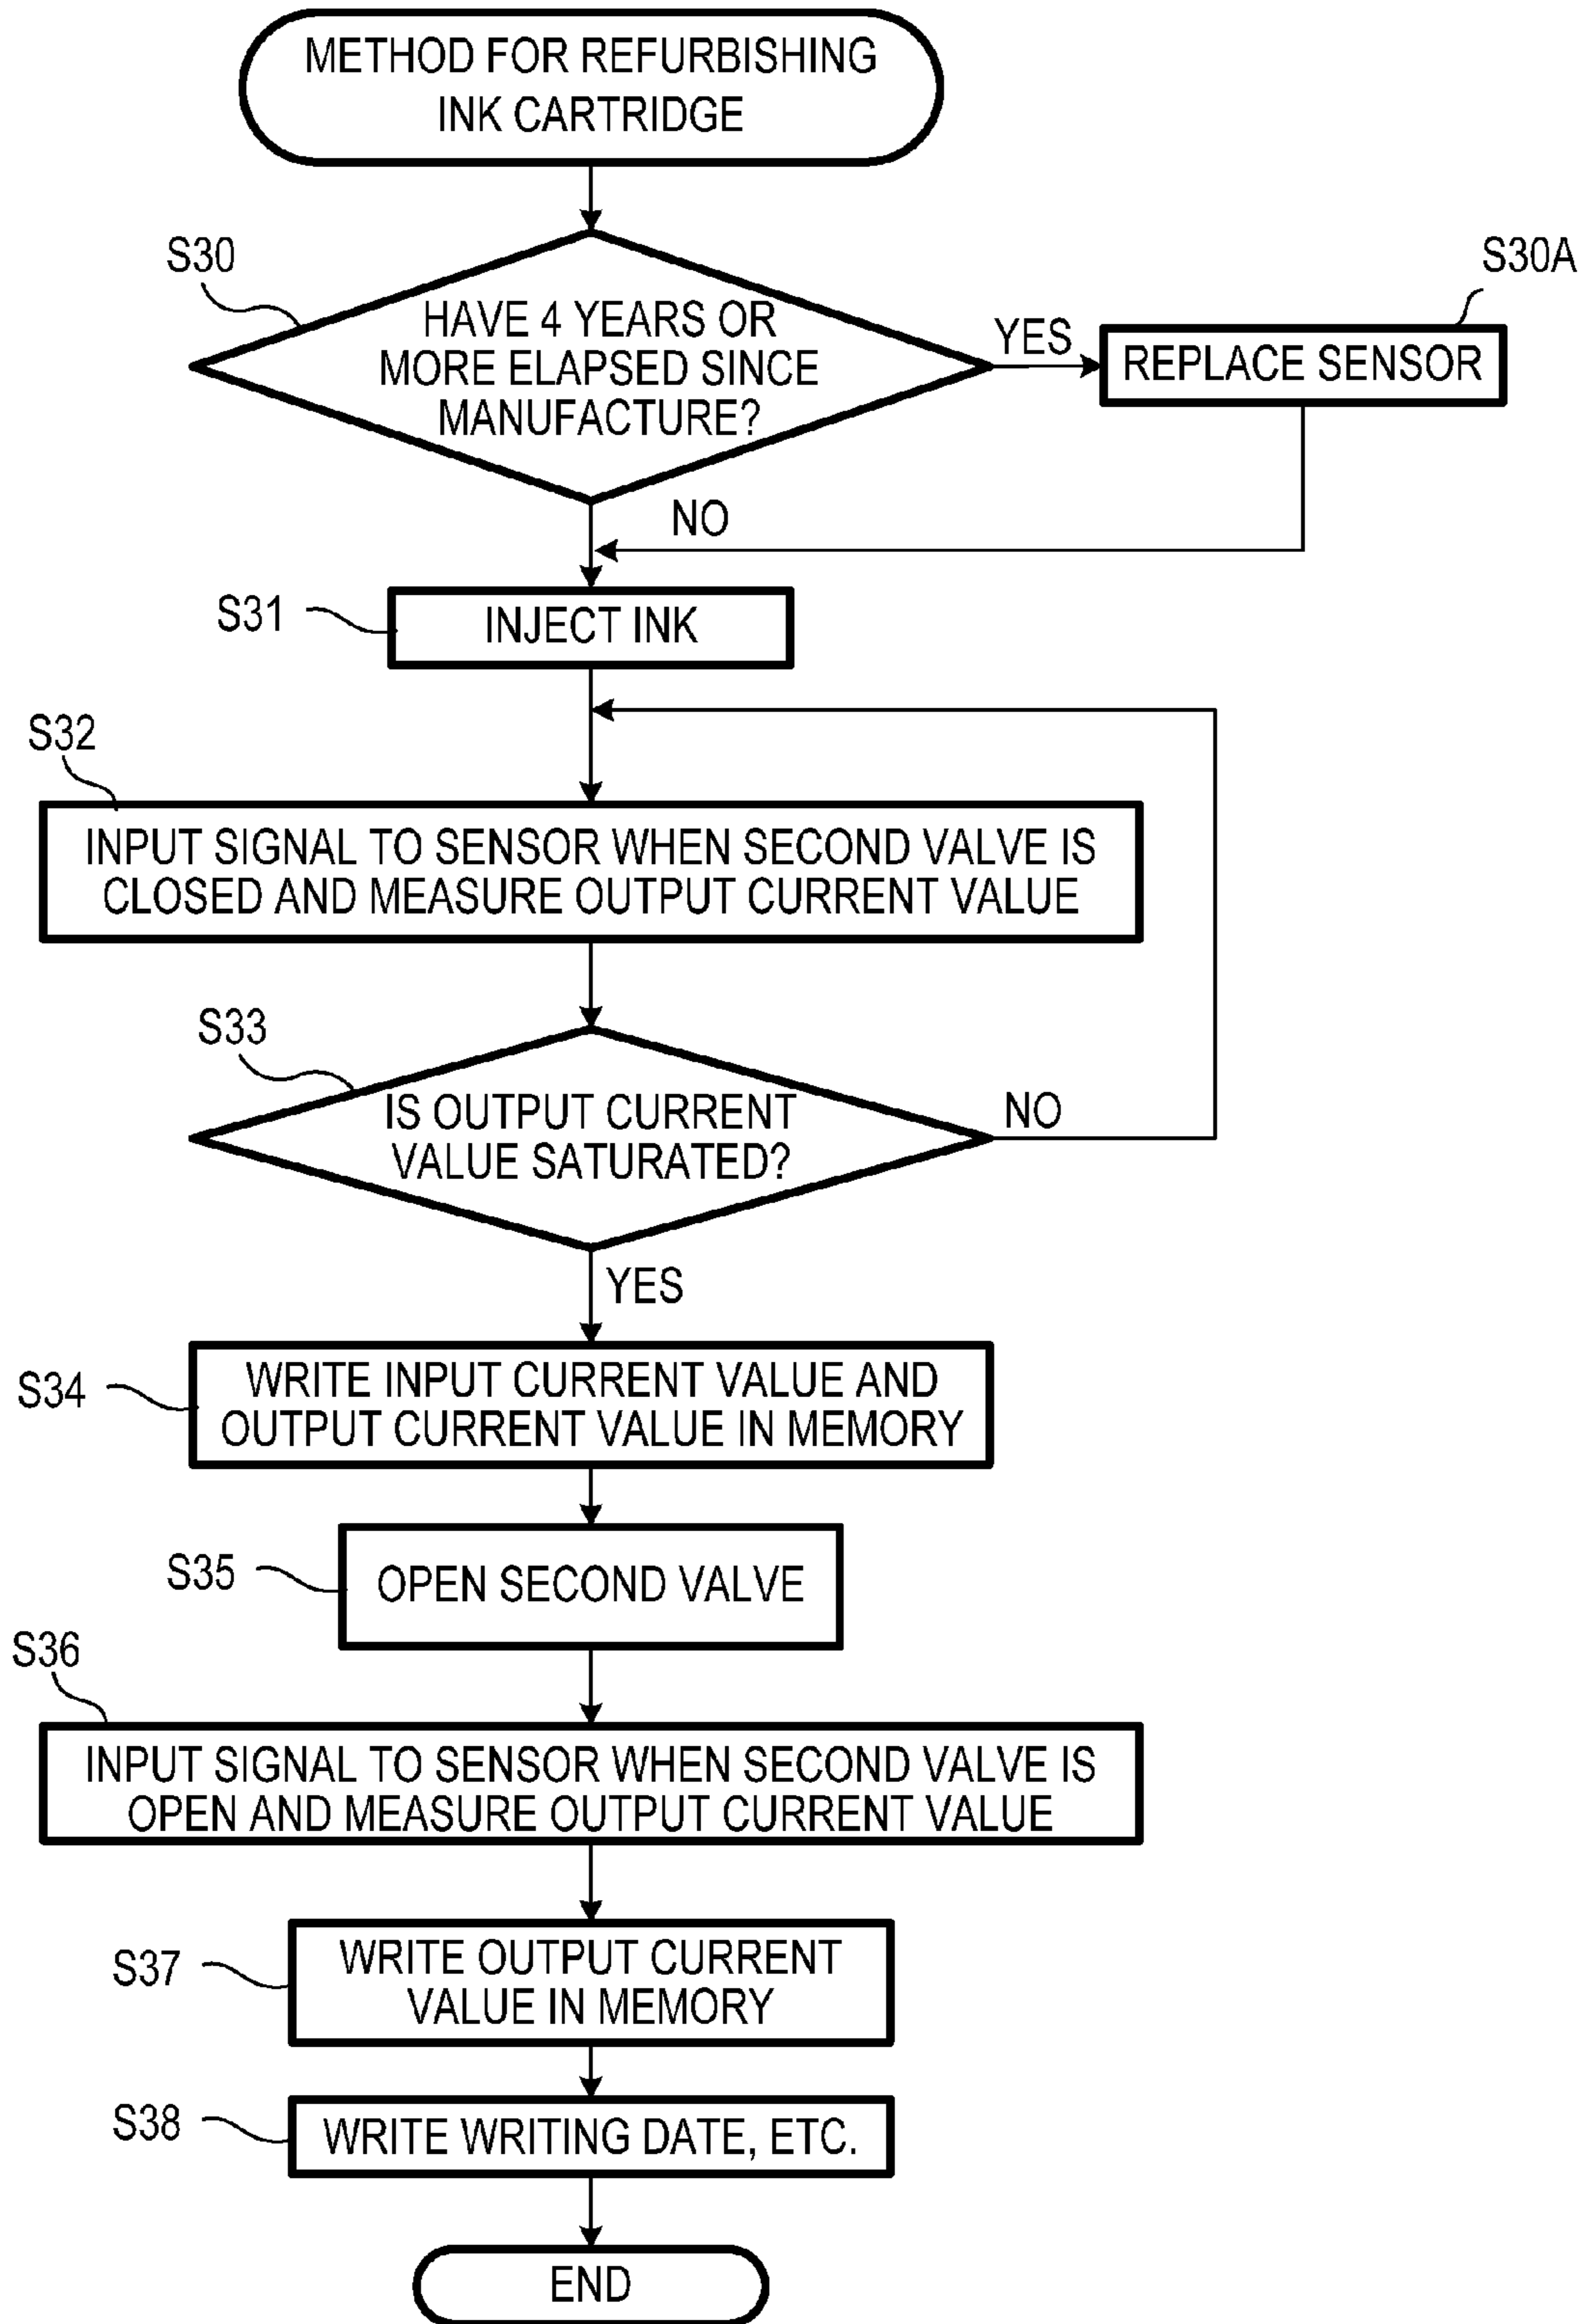 METHOD FOR REFURBISHING
INK CARTRIDGE
S30
HAVE 4 YEARS OR
MORE ELAPSED SINCE
MANUFACTURE?
YES
S30A
REPLACE SENSOR
NO
S31
INJECT INK
S32
INPUT SIGNAL TO SENSOR WHEN SECOND VALVE IS
CLOSED AND MEASURE OUTPUT CURRENT VALUE
S33
IS OUTPUT CURRENT
VALUE SATURATED?
NO
YES
S34
WRITE INPUT CURRENT VALUE AND
OUTPUT CURRENT VALUE IN MEMORY
S35
OPEN SECOND VALVE
S36
INPUT SIGNAL TO SENSOR WHEN SECOND VALVE IS
OPEN AND MEASURE OUTPUT CURRENT VALUE
S37
WRITE OUTPUT CURRENT
VALUE IN MEMORY
S38
WRITE WRITING DATE, ETC.
END